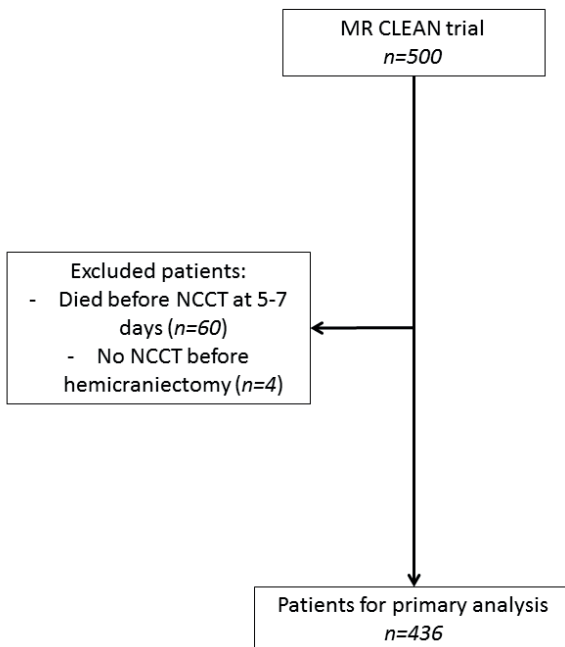 MR CLEAN trial
n=500
Excluded patients:
- Died before NCCT at 5-7
days (n=60)
- No NCCT before
hemicraniectomy (n=4)
Patients for primary analysis
n=436